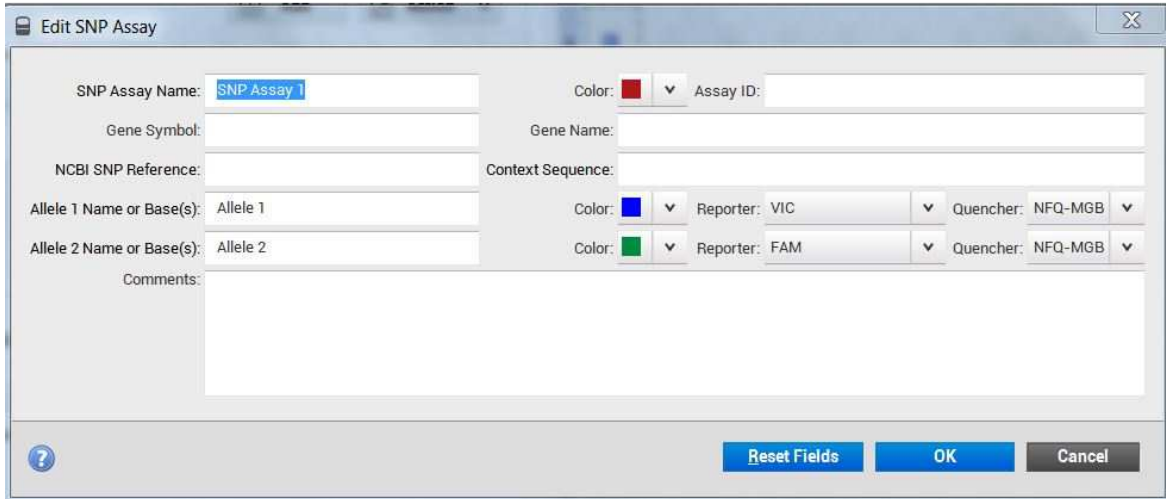 Edit SNP Assay
SNP Assay Name: SNP Assay 1 Color: Assay ID:
Gene Symbol: Gene Name:
NCBI SNP Reference: Context Sequence:
Allele 1 Name or Base(s): Allele 1 Color: Reporter: VIC Quencher: NFQ-MGB
Allele 2 Name or Base(s): Allele 2 Color: Reporter: FAM Quencher: NFQ-MGB
Comments:
? Reset Fields OK Cancel